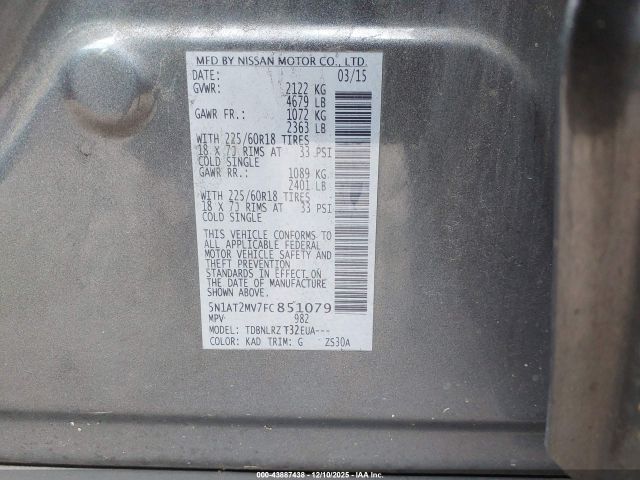 MFD BY NISSAN MOTOR CO., LTD.
DATE: 03/15
GVWR: 2122 KG
4679 LB
GAWR FR.: 1072 KG
2363 LB
WITH 225/60R18 TIRES
18 X 7J RIMS AT 33 PSI
COLD SINGLE
GAWR RR.: 1089 KG
2401 LB
WITH 225/60R18 TIRES
18 X 7J RIMS AT 33 PSI
COLD SINGLE
THIS VEHICLE CONFORMS TO
ALL APPLICABLE FEDERAL
MOTOR VEHICLE SAFETY AND
THEFT PREVENTION
STANDARDS IN EFFECT ON
THE DATE OF MANUFACTURE
SHOWN ABOVE.
5N1AT2MV7FC851079
MPV 982
MODEL: TDBNLRZ T32EUA---
COLOR: KAD TRIM: G ZS30A
000-43887438 - 12/10/2025 - IAA Inc.